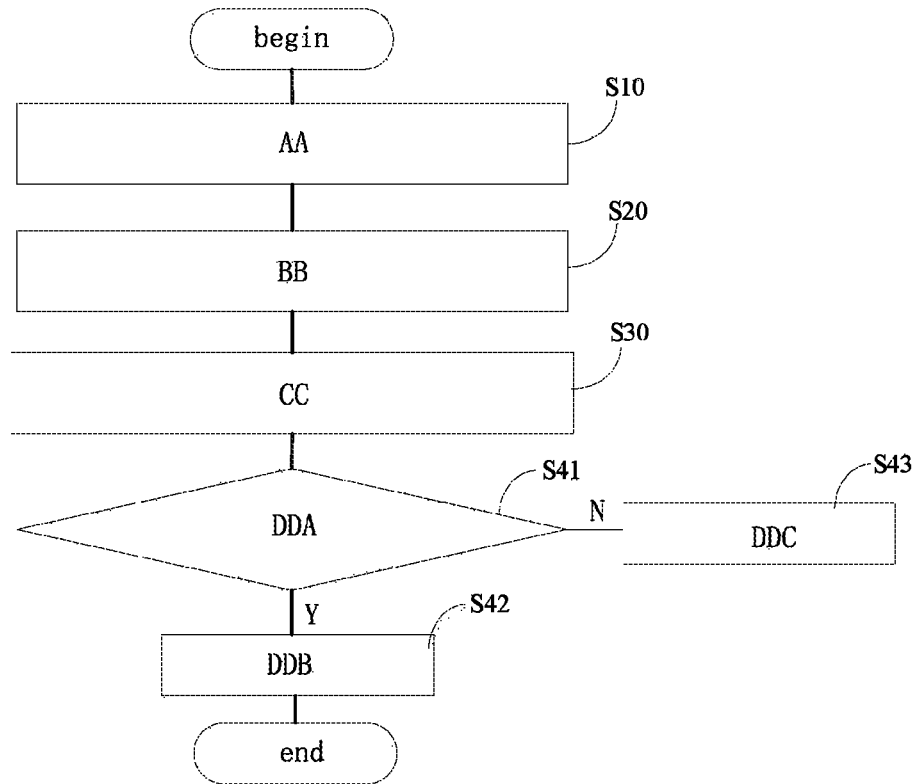 begin
S10
AA
S20
BB
S30
CC
S41
S43
DDA
N
DDC
Y
S42
DDB
end